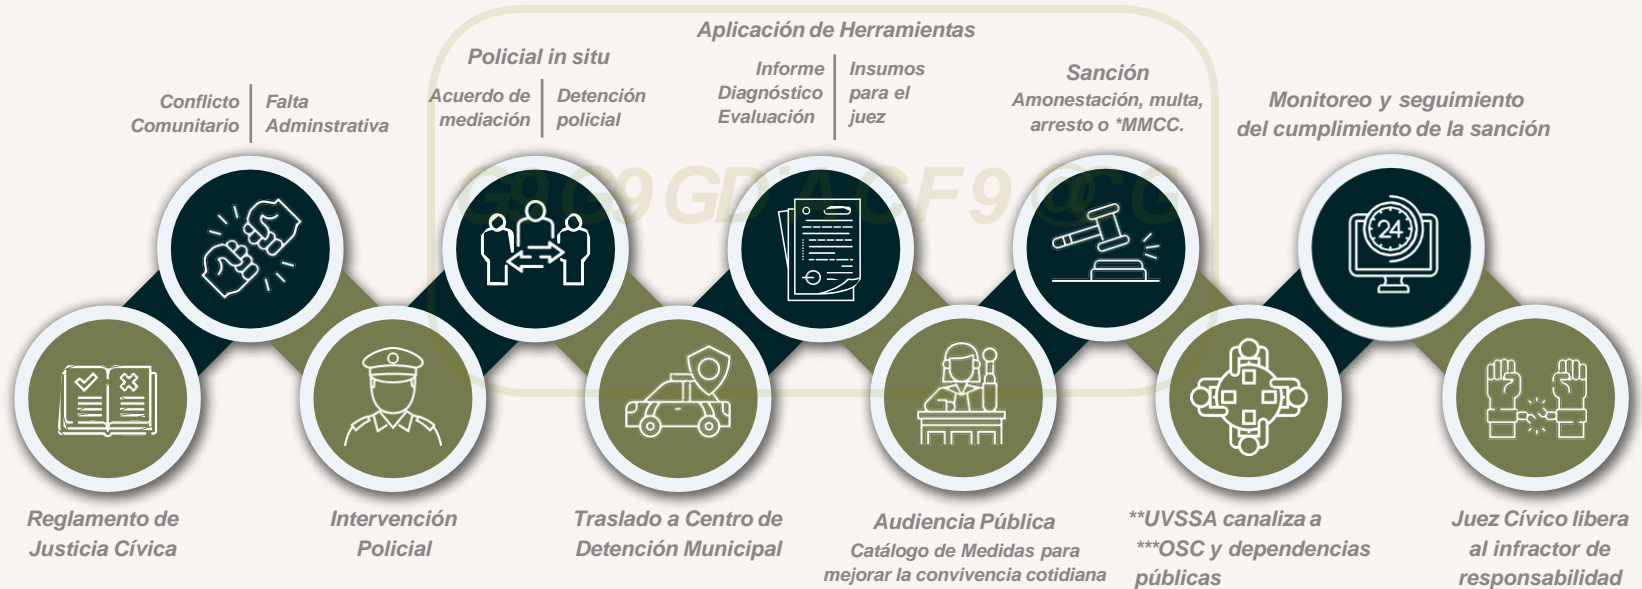 Aplicación de Herramientas
Policial in situ
Conflicto
Comunitario
Falta
Adminstrativa
Acuerdo de
mediación
Detención
policial
Informe
Diagnóstico
Evaluación
Insumos
para el
juez
Sanción
Amonestación, multa,
arresto o *MMCC.
Monitoreo y seguimiento
del cumplimiento de la sanción
24
Reglamento de
Justicia Cívica
Intervención
Policial
Traslado a Centro de
Detención Municipal
Audiencia Pública
Catálogo de Medidas para
mejorar la convivencia cotidiana
**UVSSA canaliza a
***OSC y dependencias
públicas
Juez Cívico libera
al infractor de
responsabilidad